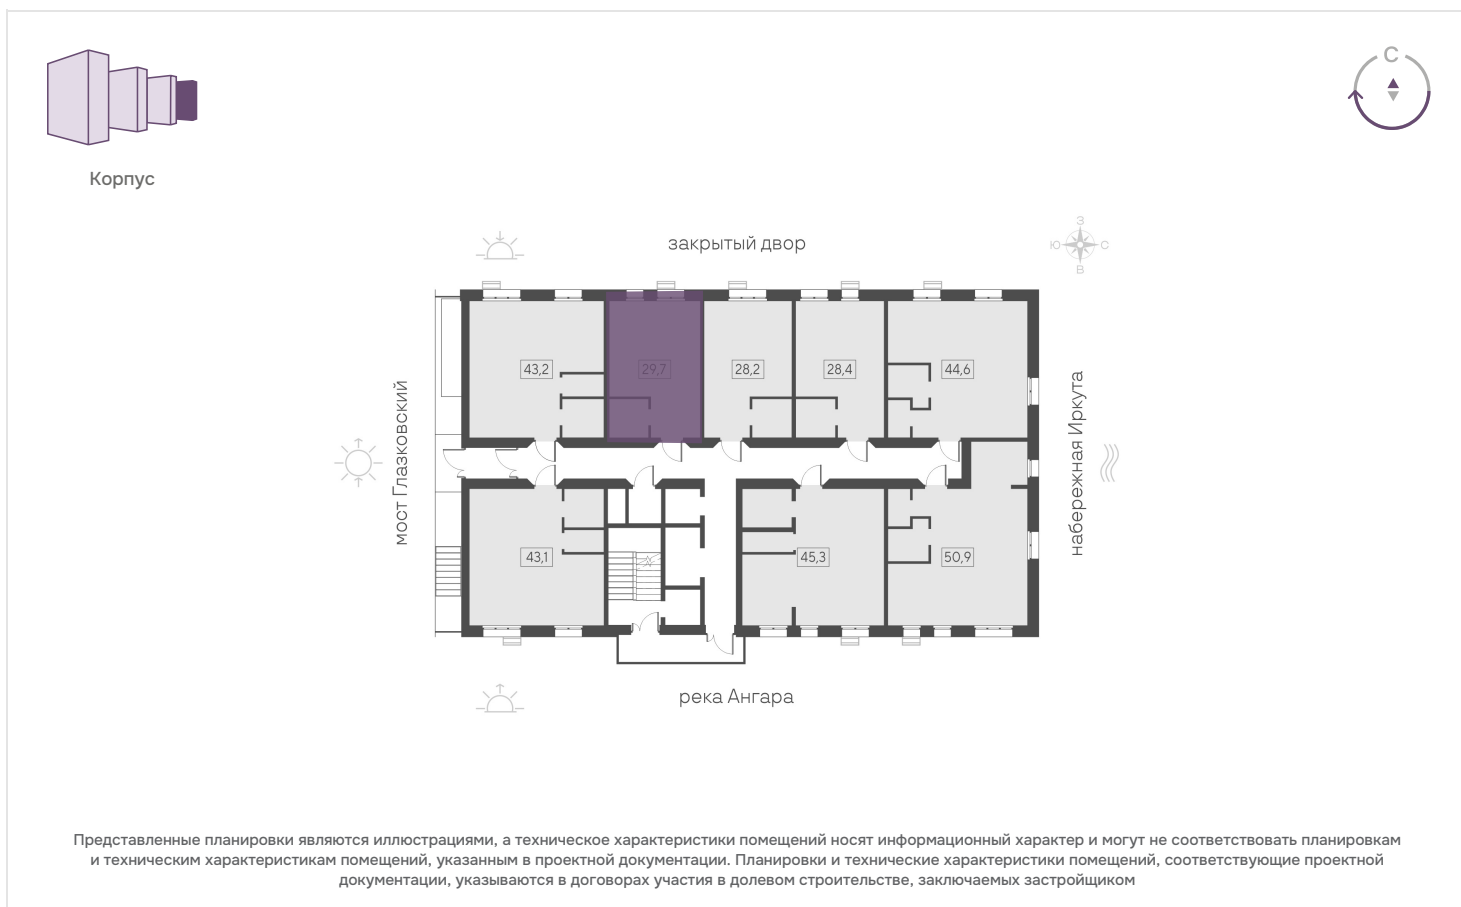 С
Корпус
закрытый двор
З
Ю
С
В
43,2
29,7
28,2
28,4
44,6
мост Глазковский
набережная Иркута
43,1
45,3
50,9
река Ангара
Представленные планировки являются иллюстрациями, а техническое характеристики помещений носят информационный характер и могут не соответствовать планировкам
и техническим характеристикам помещений, указанным в проектной документации. Планировки и технические характеристики помещений, соответствующие проектной
документации, указываются в договорах участия в долевом строительстве, заключаемых застройщиком